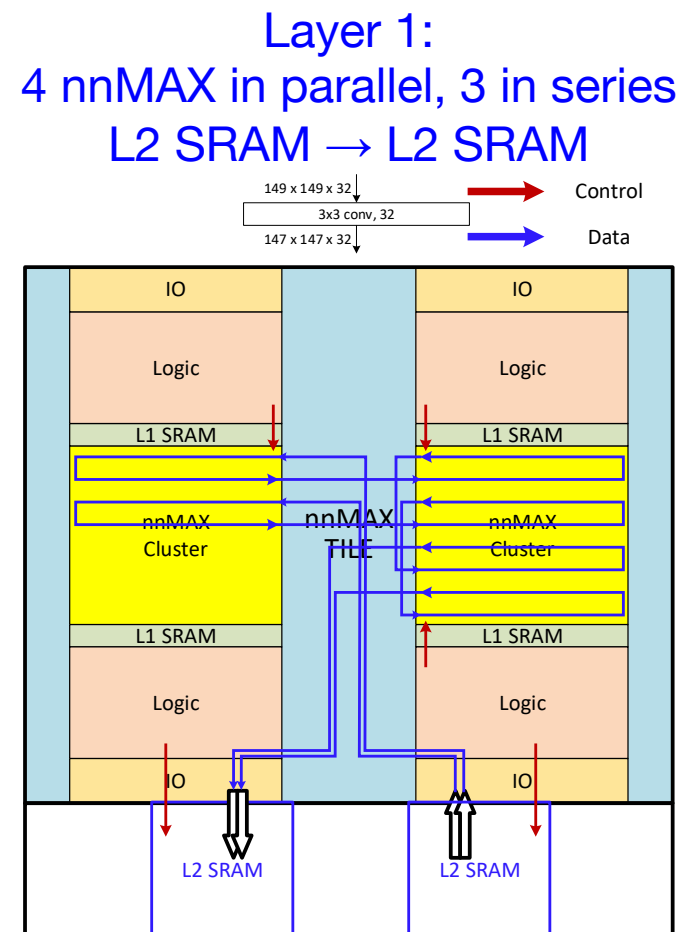 Layer 1:
4 nnMAX in parallel, 3 in series
L2 SRAM → L2 SRAM
149 x 149 x 32
3x3 conv, 32
147 x 147 x 32
Control
Data
IO
IO
Logic
Logic
L1 SRAM
L1 SRAM
nnMAX
Cluster
nnMAX
TILE
nnMAX
Cluster
L1 SRAM
L1 SRAM
Logic
Logic
IO
IO
L2 SRAM
L2 SRAM